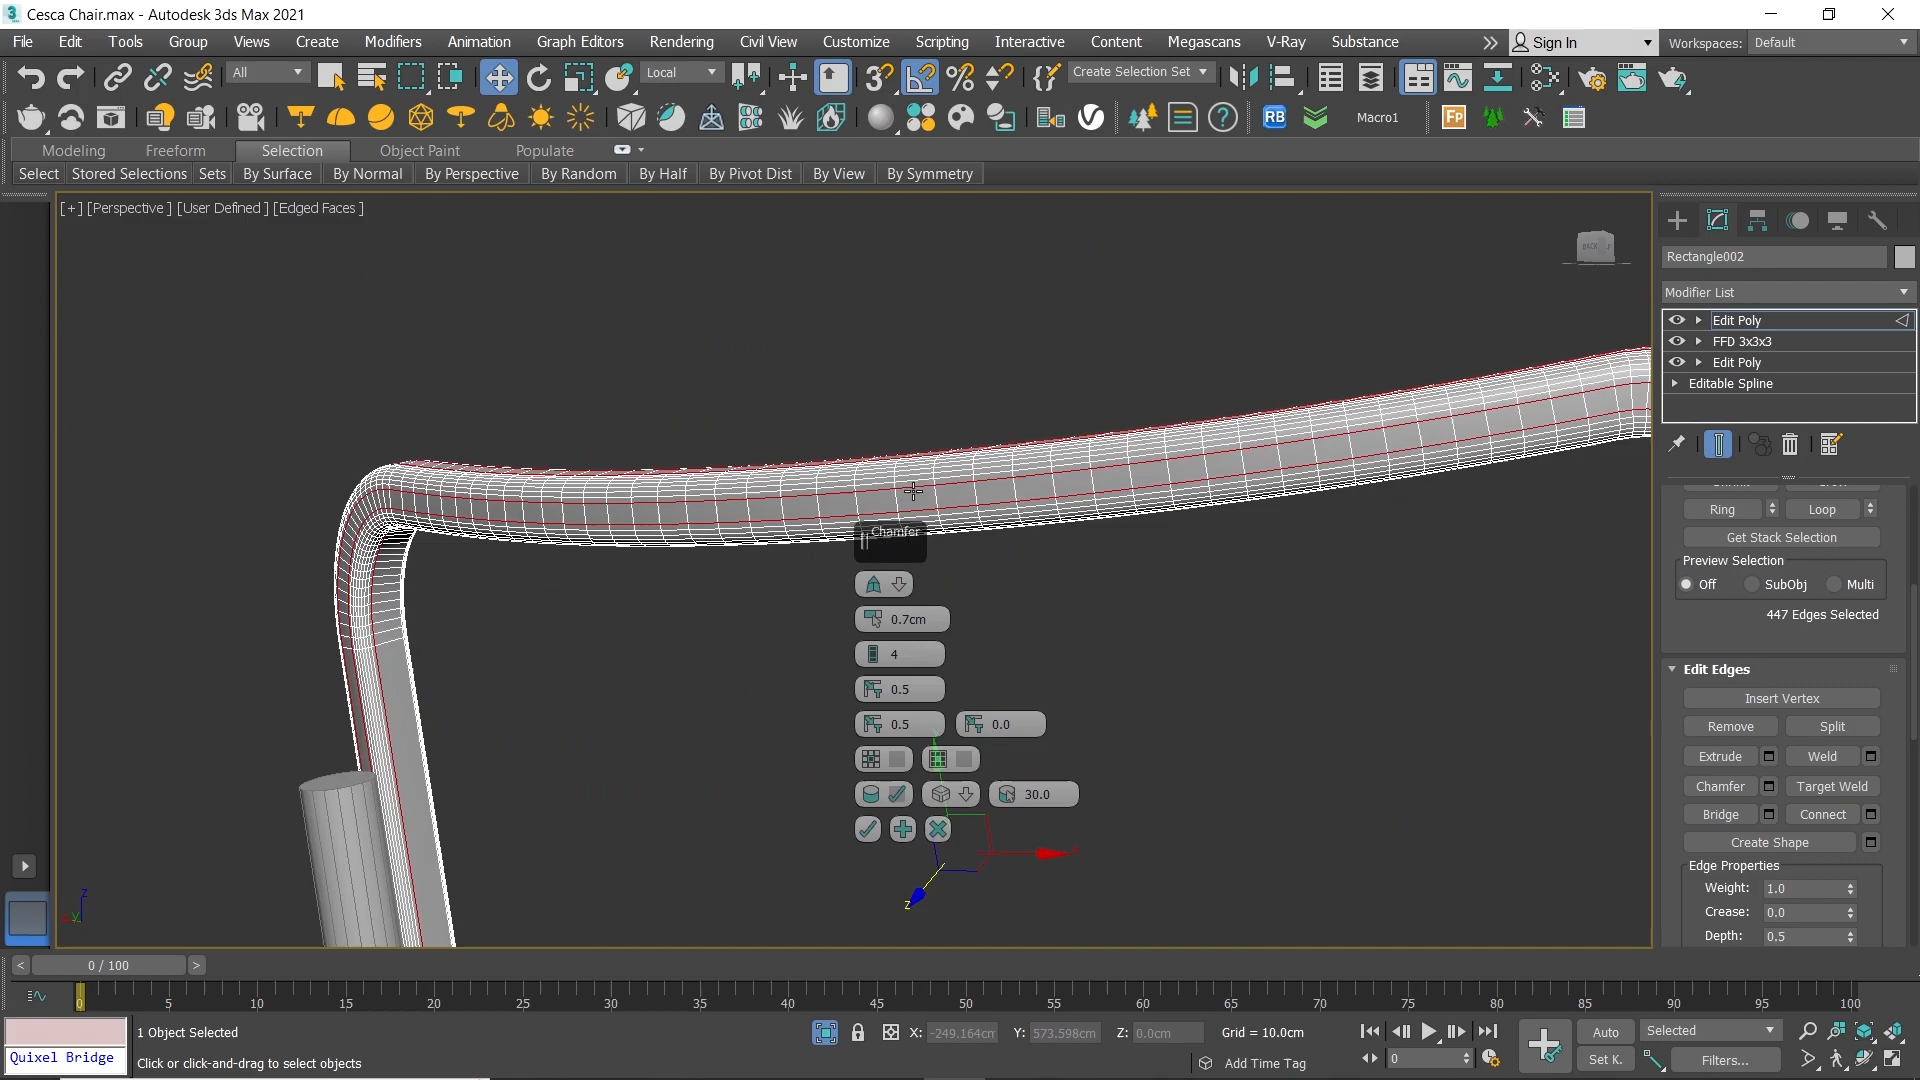 Cesca Chair.max - Autodesk 3ds Max 2021
File Edit Tools Group Views Create Modifiers Animation Graph Editors Rendering Civil View Customize Scripting Interactive Content Megascans V-Ray Substance Sign In Workspaces: Default
All Local Create Selection Set
RB Macro1 FP
Modeling Freeform Selection Object Paint Populate
Select Stored Selections Sets By Surface By Normal By Perspective By Random By Half By Pivot Dist By View By Symmetry
[ + ] [Perspective ] [User Defined ] [Edged Faces ]
BACK
Rectangle002
Modifier List
Edit Poly
FFD 3x3x3
Edit Poly
Editable Spline
Ring Loop
Get Stack Selection
Preview Selection
Off SubObj Multi
447 Edges Selected
Edit Edges
Insert Vertex
Remove Split
Extrude Weld
Chamfer Target Weld
Bridge Connect
Create Shape
Edge Properties
Weight: 1.0
Crease: 0.0
Depth: 0.5
Chamfer
0.7cm
4
0.5
0.5 0.0
30.0
z
z
y
< 0 / 100 >
0 5 10 15 20 25 30 35 40 45 50 55 60 65 70 75 80 85 90 95 100
Quixel Bridge
1 Object Selected
Click or click-and-drag to select objects
X: -249.164cm Y: 573.598cm Z: 0.0cm Grid = 10.0cm
Add Time Tag
0
Auto Selected
Set K. Filters...